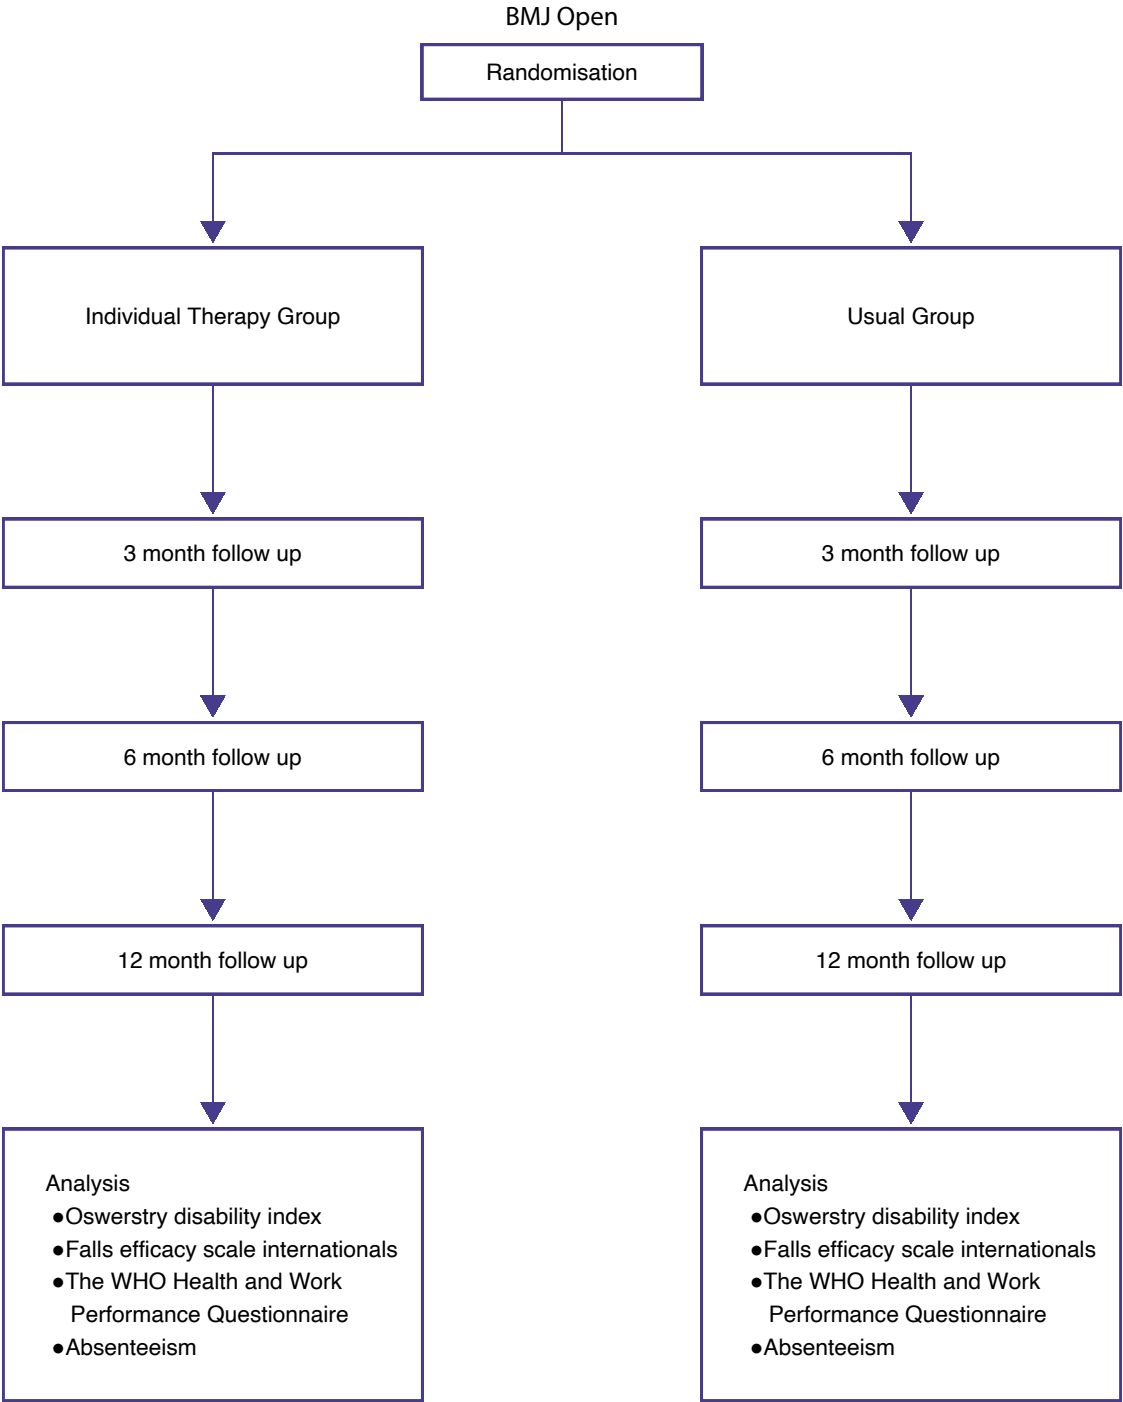 BMJ Open
Randomisation
Individual Therapy Group
Usual Group
3 month follow up
3 month follow up
6 month follow up
6 month follow up
12 month follow up
12 month follow up
Analysis
●Oswerstry disability index
●Falls efficacy scale internationals
●The WHO Health and Work
Performance Questionnaire
●Absenteeism
Analysis
●Oswerstry disability index
●Falls efficacy scale internationals
●The WHO Health and Work
Performance Questionnaire
●Absenteeism